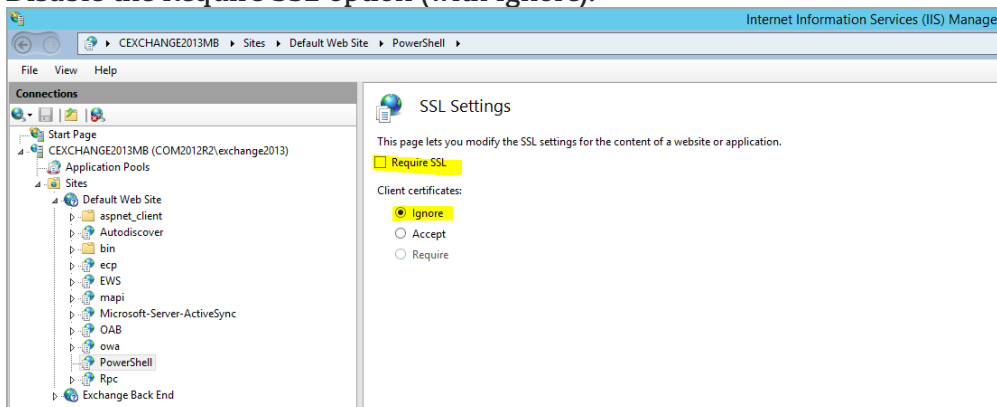 Disable the Require SSL option (with Ignore).
Internet Information Services (IIS) Manage
CEXCHANGE2013MB Sites Default Web Site PowerShell
File View Help
Connections
Start Page
CEXCHANGE2013MB (COM2012R2\exchange2013)
Application Pools
Sites
Default Web Site
aspnet_client
Autodiscover
bin
ecp
EWS
mapi
Microsoft-Server-ActiveSync
OAB
owa
PowerShell
Rpc
Exchange Back End
SSL Settings
This page lets you modify the SSL settings for the content of a website or application.
Require SSL
Client certificates:
Ignore
Accept
Require